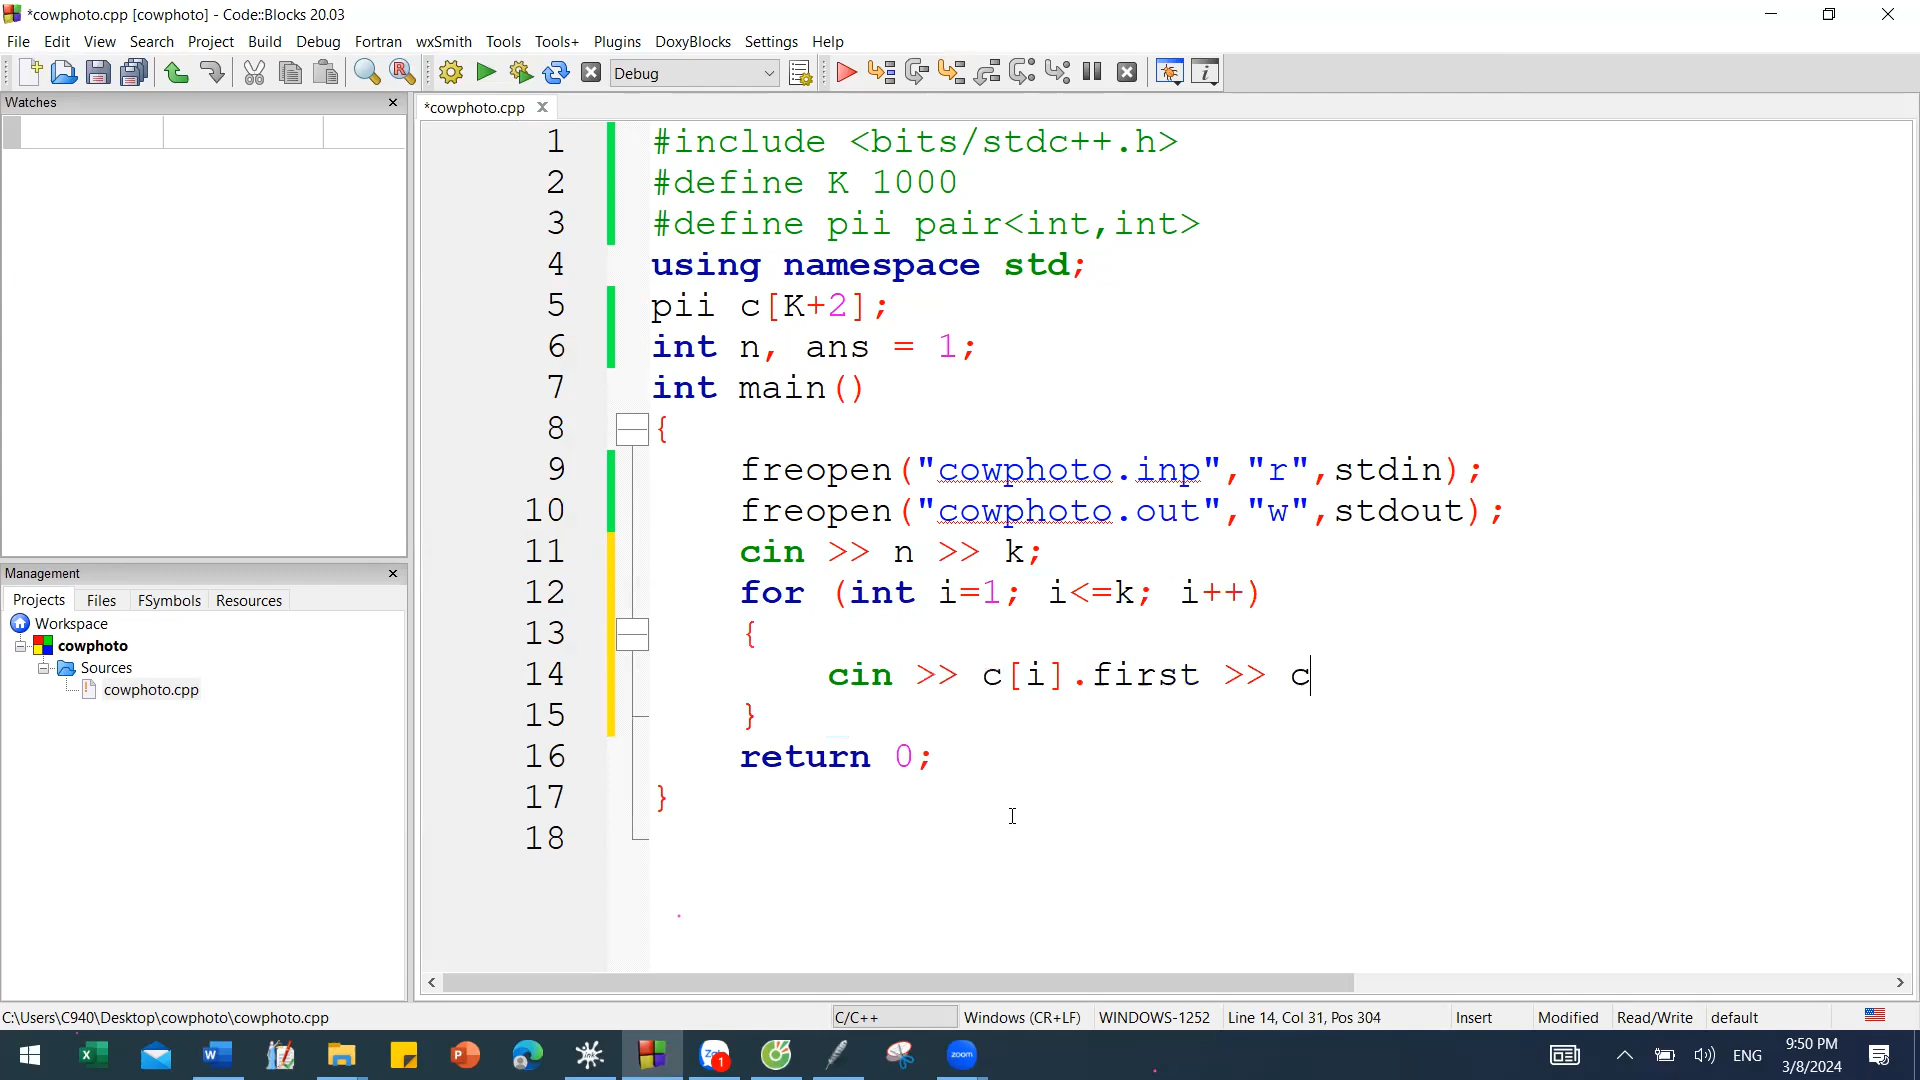 *cowphoto.cpp [cowphoto] - Code::Blocks 20.03
File Edit View Search Project Build Debug Fortran wxSmith Tools Tools+ Plugins DoxyBlocks Settings Help
Debug
Watches
*cowphoto.cpp
1 #include <bits/stdc++.h>
2 #define K 1000
3 #define pii pair<int,int>
4 using namespace std;
5 pii c[K+2];
6 int n, ans = 1;
7 int main()
8 {
9 freopen("cowphoto.inp","r",stdin);
10 freopen("cowphoto.out","w",stdout);
11 cin >> n >> k;
12 for (int i=1; i<=k; i++)
13 {
14 cin >> c[i].first >> c
15 }
16 return 0;
17 }
18
Management
Projects Files FSymbols Resources
Workspace
cowphoto
Sources
cowphoto.cpp
C:\Users\C940\Desktop\cowphoto\cowphoto.cpp C/C++ Windows (CR+LF) WINDOWS-1252 Line 14, Col 31, Pos 304 Insert Modified Read/Write default
zoom
1
ENG
9:50 PM
3/8/2024